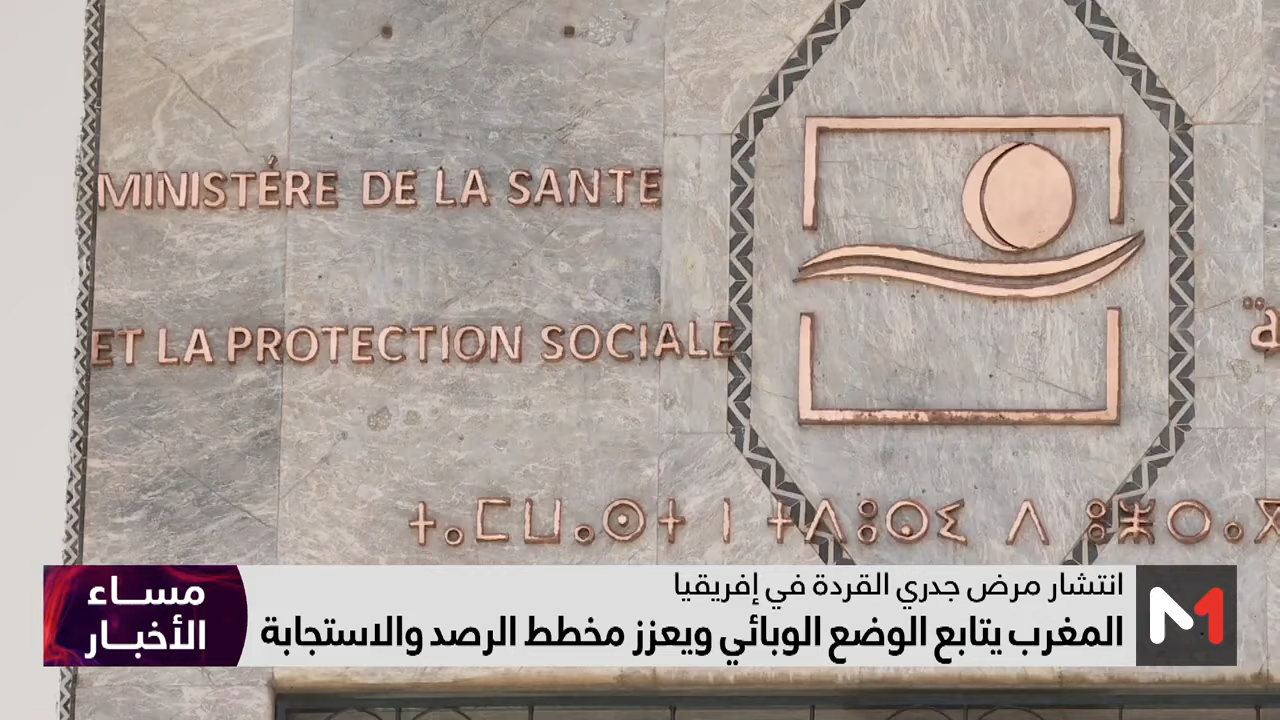 MINISTÈRE DE LA SANTE
ET LA PROTECTION SOCIALE
ⵜⴰⵎⴰⵡⴰⵙⵜ ⵏ ⵜⴷⵓⵙⵉ ⴷ
انتشار مرض جدري القردة في إفريقيا
المغرب يتابع الوضع الوبائي ويعزز مخطط الرصد والاستجابة
مساء
الأخبار
M1